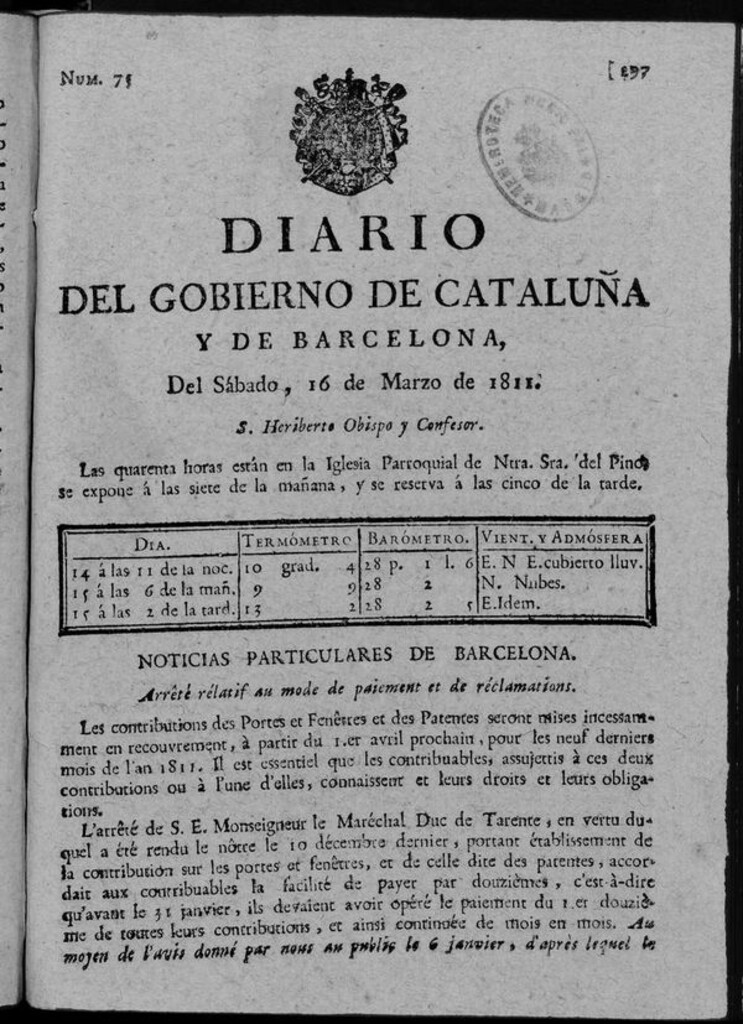 Num. 75
[ 297
HEMEROTECA
DIARIO
DEL GOBIERNO DE CATALUÑA
Y DE BARCELONA,
Del Sábado, 16 de Marzo de 1811.
S. Heriberto Obispo y Confesor.
Las quarenta horas están en la Iglesia Parroquial de Ntra. Sra. del Pino;
se expone á las siete de la mañana, y se reserva á las cinco de la tarde.
Dia. Termómetro Barómetro. Vient. y Admósfera
14 á las 11 de la noc. 10 grad. 4 28 p. 1 l. 6 E. N E.cubierto lluv.
15 á las 6 de la mañ. 9 9 28 2 N. Nubes.
15 á las 2 de la tard. 13 2 28 2 5 E.Idem.
NOTICIAS PARTICULARES DE BARCELONA.
Arrêté rélatif au mode de paiement et de réclamations.
Les contributions des Portes et Fenêtres et des Patentes seront mises incessam-
ment en recouvrement, à partir du 1.er avril prochain, pour les neuf derniers
mois de l'an 1811. Il est essentiel que les contribuables, assujettis à ces deux
contributions ou à l'une d'elles, connaissent et leurs droits et leurs obliga-
tions.
L'arrêté de S. E. Monseigneur le Maréchal Duc de Tarente, en vertu du-
quel a été rendu le nôtre le 10 décembre dernier, portant établissement de
la contribution sur les portes et fenêtres, et de celle dite des patentes, accor-
dait aux contribuables la facilité de payer par douzièmes, c'est-à-dire
qu'avant le 31 janvier, ils devaient avoir opéré le paiement du 1.er douziè-
me de toutes leurs contributions, et ainsi continuée de mois en mois. Au
moyen de l'avis donné par nous au public le 6 janvier, d'après lequel le